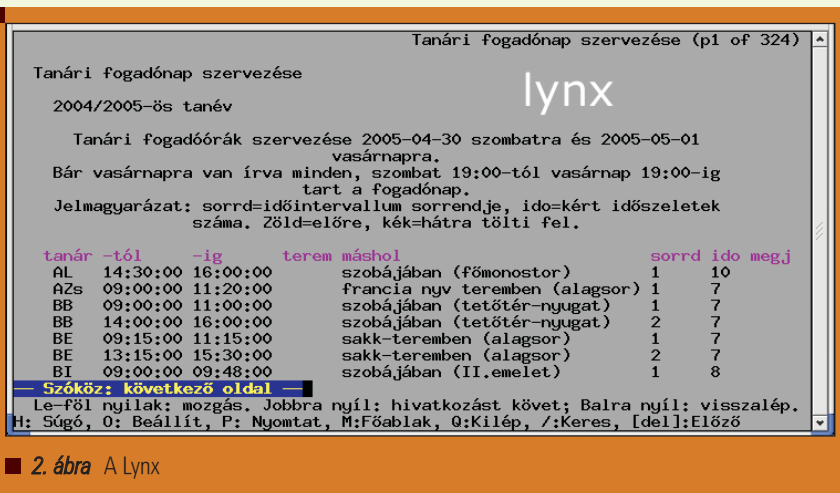 Tanári fogadónap szervezése (p1 of 324)
Tanári fogadónap szervezése
lynx
2004/2005-ös tanév
Tanári fogadóórák szervezése 2005-04-30 szombatra és 2005-05-01
vasárnapra.
Bár vasárnapra van írva minden, szombat 19:00-tól vasárnap 19:00-ig
tart a fogadónap.
Jelmagyarázat: sorrd=időintervallum sorrendje, ido=kért időszeletek
száma. Zöld=előre, kék=hátra tölti fel.
tanár -tól -ig terem máshol sorrd ido megj
AL 14:30:00 16:00:00 szobájában (főmonostor) 1 10
AZs 09:00:00 11:20:00 francia nyv teremben (alagsor) 1 7
BB 09:00:00 11:00:00 szobájában (tetőtér-nyugat) 1 7
BB 14:00:00 16:00:00 szobájában (tetőtér-nyugat) 2 7
BE 09:15:00 11:15:00 sakk-teremben (alagsor) 1 7
BE 13:15:00 15:30:00 sakk-teremben (alagsor) 2 7
BI 09:00:00 09:48:00 szobájában (II.emelet) 1 8
— Szóköz: következő oldal —
Le-föl nyilak: mozgás. Jobbra nyíl: hivatkozást követ; Balra nyíl: visszalép.
H: Súgó, O: Beállít, P: Nyomtat, M:Főablak, Q:Kilép, /:Keres, [del]:Előző
2. ábra A Lynx